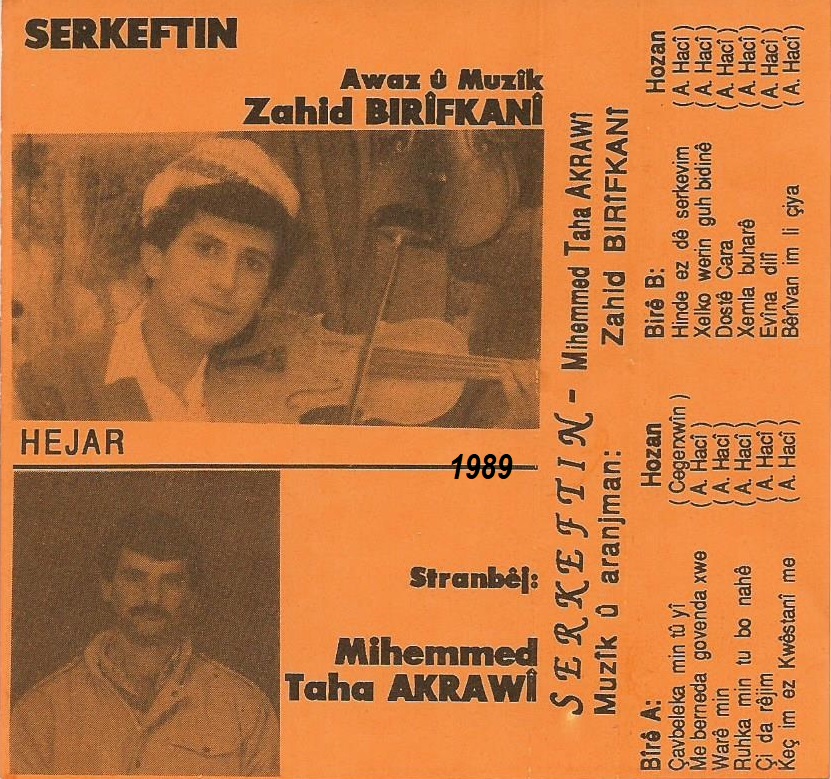 SERKEFTIN
Awaz û Muzîk
Zahid BIRÎFKANÎ
HEJAR
1989
Stranbêj:
Mihemmed
Taha AKRAWÎ
SERKEFTIN - Mihemmed Taha AKRAWî
Muzîk û aranjman: Zahid BIRÎFKANÎ
Birê A: Hozan
Çavbeleka min tû yî ( Cegerxwîn )
Me berneda govenda xwe ( A. Hacî )
Warê min ( A. Hacî )
Ruhka min tu bo nahê ( A. Hacî )
Çi da rêjim ( A. Hacî )
Keç im ez Kwêstanî me ( A. Hacî )
Birê B: Hozan
Hinde ez dê serkevim ( A. Hacî )
Xelko werin guh bidinê ( A. Hacî )
Dostê Cara ( A. Hacî )
Xemla buharê ( A. Hacî )
Evîna dilî ( A. Hacî )
Bêrîvan im li çiya ( A. Hacî )